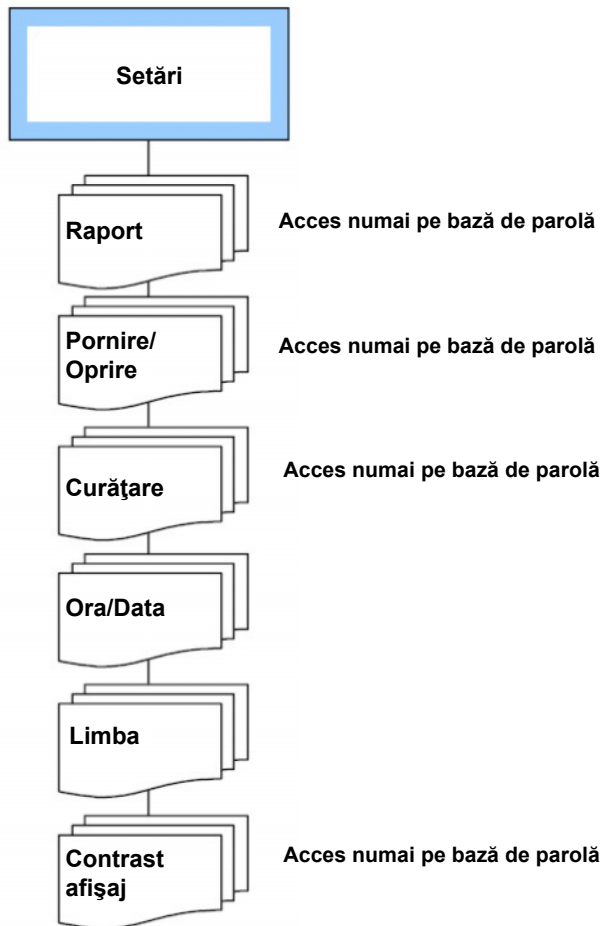 Setări
Raport
Acces numai pe bază de parolă
Pornire/
Oprire
Acces numai pe bază de parolă
Curăţare
Acces numai pe bază de parolă
Ora/Data
Limba
Contrast
afişaj
Acces numai pe bază de parolă